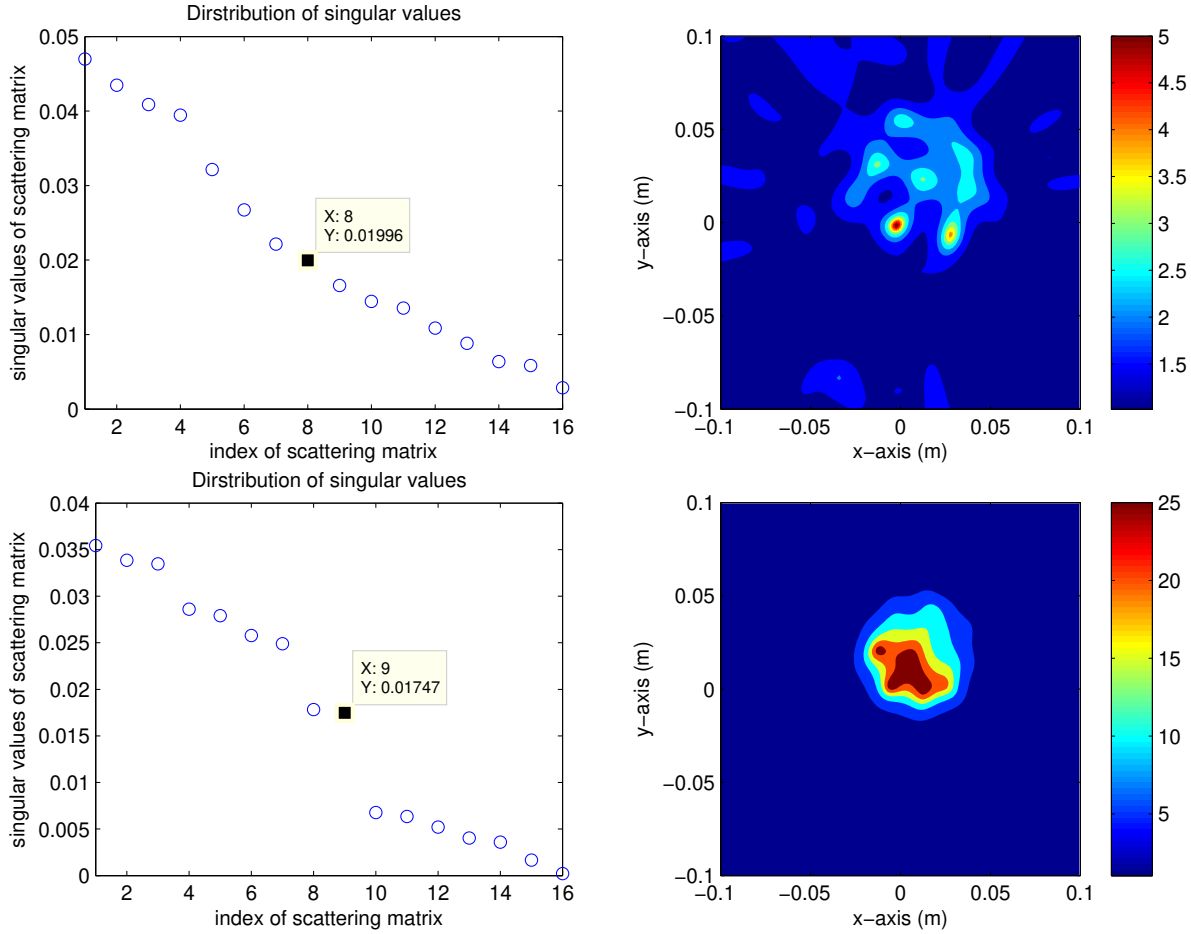 Dirstribution of singular values
singular values of scattering matrix
0.05
0.04
0.03
0.02
0.01
0
X: 8
Y: 0.01996
2 4 6 8 10 12 14 16
index of scattering matrix
y−axis (m)
0.1
0.05
0
−0.05
−0.1
−0.1 −0.05 0 0.05 0.1
x−axis (m)
5
4.5
4
3.5
3
2.5
2
1.5
Dirstribution of singular values
singular values of scattering matrix
0.04
0.035
0.03
0.025
0.02
0.015
0.01
0.005
0
X: 9
Y: 0.01747
2 4 6 8 10 12 14 16
index of scattering matrix
y−axis (m)
0.1
0.05
0
−0.05
−0.1
−0.1 −0.05 0 0.05 0.1
x−axis (m)
25
20
15
10
5